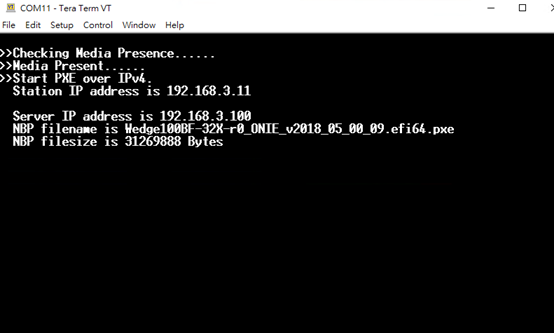 COM11 - Tera Term VT
File Edit Setup Control Window Help
>>Checking Media Presence......
>>Media Present......
>>Start PXE over IPv4.
Station IP address is 192.168.3.11
Server IP address is 192.168.3.100
NBP filename is Wedge100BF-32X-r0_ONIE_v2018_05_00_09.efi64.pxe
NBP filesize is 31269888 Bytes